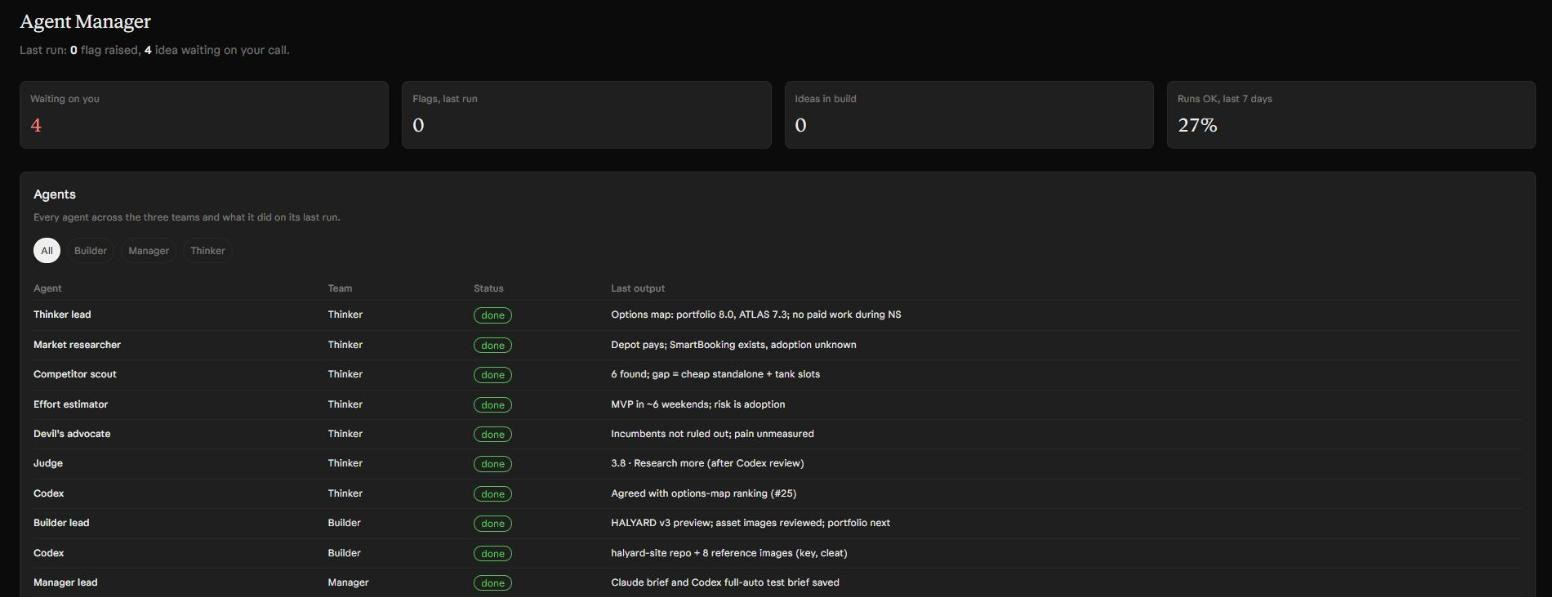 Agent Manager
Last run: 0 flag raised, 4 idea waiting on your call.
Waiting on you
4
Flags, last run
0
Ideas in build
0
Runs OK, last 7 days
27%
Agents
Every agent across the three teams and what it did on its last run.
All Builder Manager Thinker
Agent Team Status Last output
Thinker lead Thinker done Options map: portfolio 8.0, ATLAS 7.3; no paid work during NS
Market researcher Thinker done Depot pays; SmartBooking exists, adoption unknown
Competitor scout Thinker done 6 found; gap = cheap standalone + tank slots
Effort estimator Thinker done MVP in ~6 weekends; risk is adoption
Devil's advocate Thinker done Incumbents not ruled out; pain unmeasured
Judge Thinker done 3.8 · Research more (after Codex review)
Codex Thinker done Agreed with options-map ranking (#25)
Builder lead Builder done HALYARD v3 preview; asset images reviewed; portfolio next
Codex Builder done halyard-site repo + 8 reference images (key, cleat)
Manager lead Manager done Claude brief and Codex full-auto test brief saved